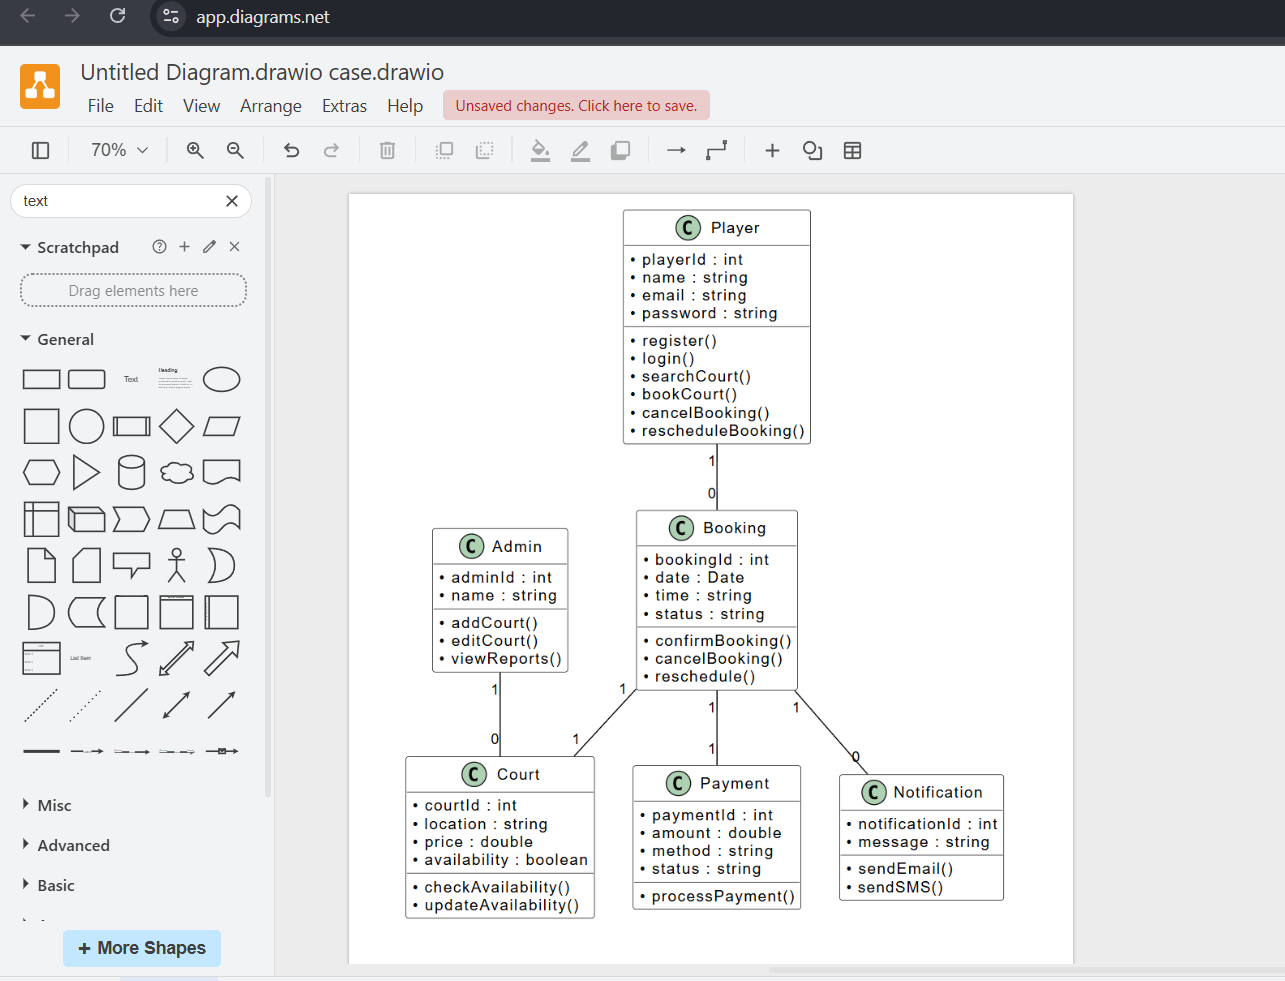 app.diagrams.net
Untitled Diagram.drawio case.drawio
File Edit View Arrange Extras Help Unsaved changes. Click here to save.
70%
text
Scratchpad
Drag elements here
General
Text
Heading
List Item
Misc
Advanced
Basic
+ More Shapes
C Player
• playerId : int
• name : string
• email : string
• password : string
• register()
• login()
• searchCourt()
• bookCourt()
• cancelBooking()
• rescheduleBooking()
1
0
C Admin
• adminId : int
• name : string
• addCourt()
• editCourt()
• viewReports()
C Booking
• bookingId : int
• date : Date
• time : string
• status : string
• confirmBooking()
• cancelBooking()
• reschedule()
1
0
1
1
1
1
1
0
C Court
• courtId : int
• location : string
• price : double
• availability : boolean
• checkAvailability()
• updateAvailability()
C Payment
• paymentId : int
• amount : double
• method : string
• status : string
• processPayment()
C Notification
• notificationId : int
• message : string
• sendEmail()
• sendSMS()